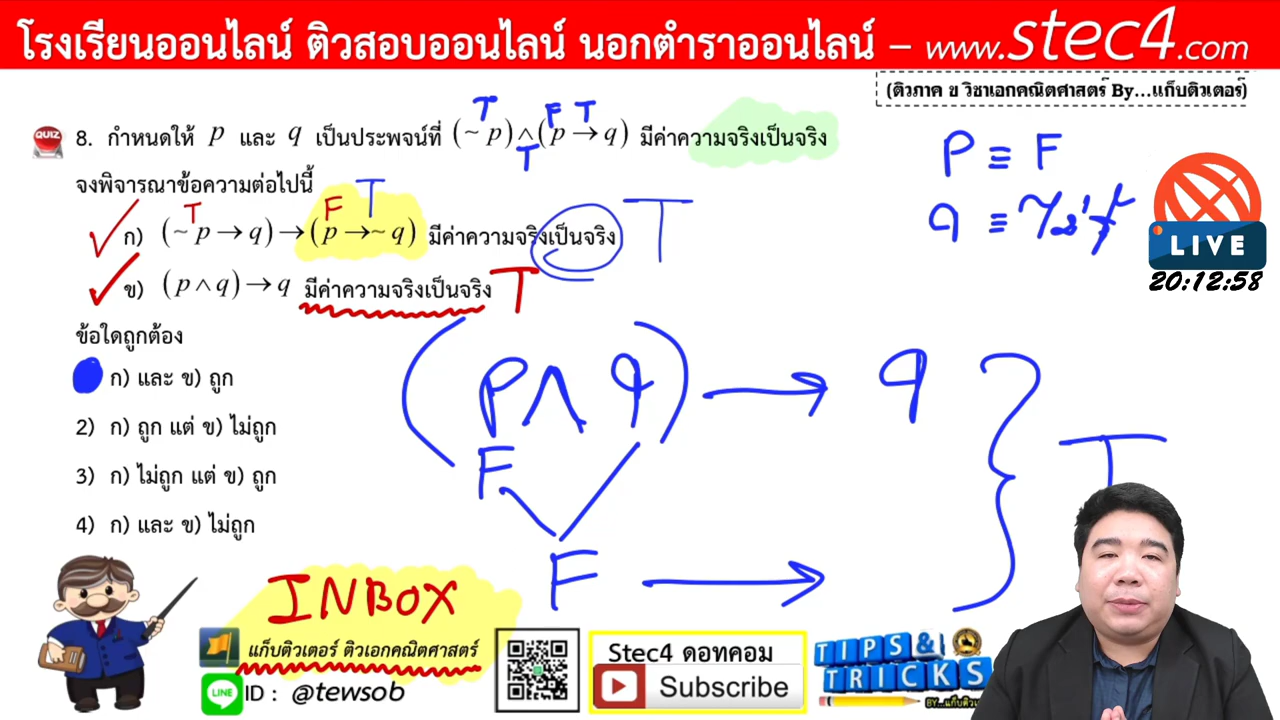 โรงเรียนออนไลน์ ติวสอบออนไลน์ นอกตำราออนไลน์ – www.stec4.com
(ติวภาค ข วิชาเอกคณิตศาสตร์ By...แก๊บติวเตอร์)
T F T
QUIZ 8. กำหนดให้ p และ q เป็นประพจน์ที่ (~ p) ∧ (p → q) มีค่าความจริงเป็นจริง
T
P ≡ F
จงพิจารณาข้อความต่อไปนี้
T F T
q ≡
ก) (~ p → q) → (p → ~ q) มีค่าความจริงเป็นจริง T
LIVE
20:12:58
ข) (p ∧ q) → q มีค่าความจริงเป็นจริง T
ข้อใดถูกต้อง
ก) และ ข) ถูก
2) ก) ถูก แต่ ข) ไม่ถูก
3) ก) ไม่ถูก แต่ ข) ถูก
4) ก) และ ข) ไม่ถูก
(P ∧ q) → q } T
F
F →
INBOX
แก๊บติวเตอร์ ติวเอกคณิตศาสตร์
LINE ID : @tewsob
Stec4 ดอทคอม
Subscribe
TIPS &
TRICKS